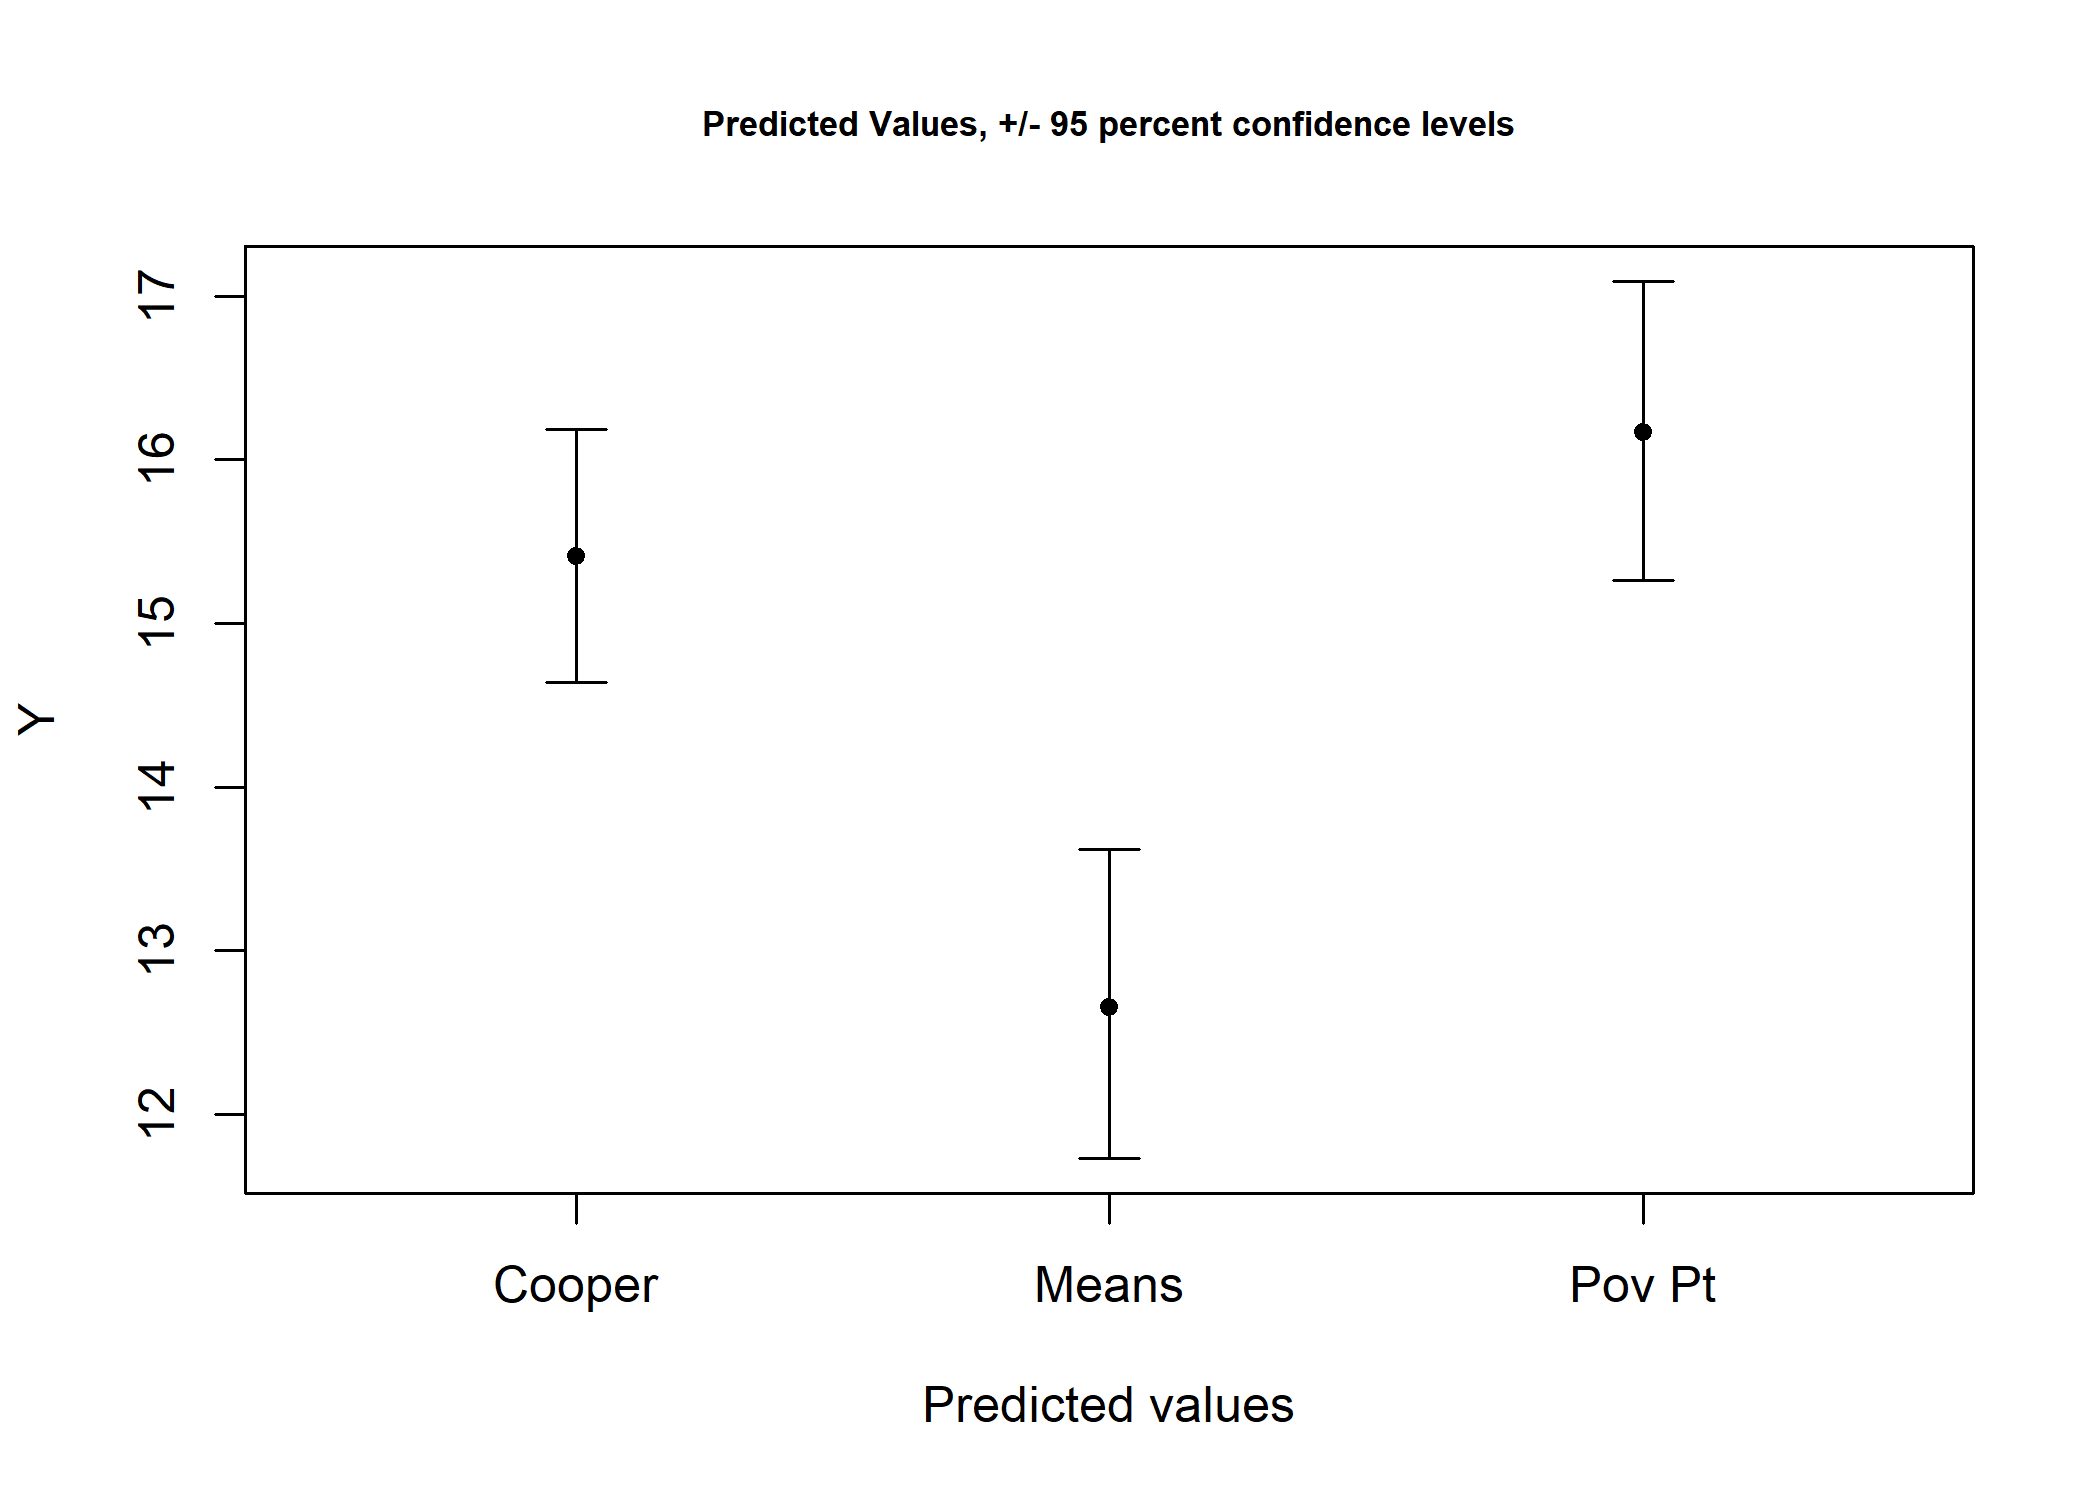 Predicted Values, +/- 95 percent confidence levels
17
16
15
14
13
12
Y
Cooper Means Pov Pt
Predicted values